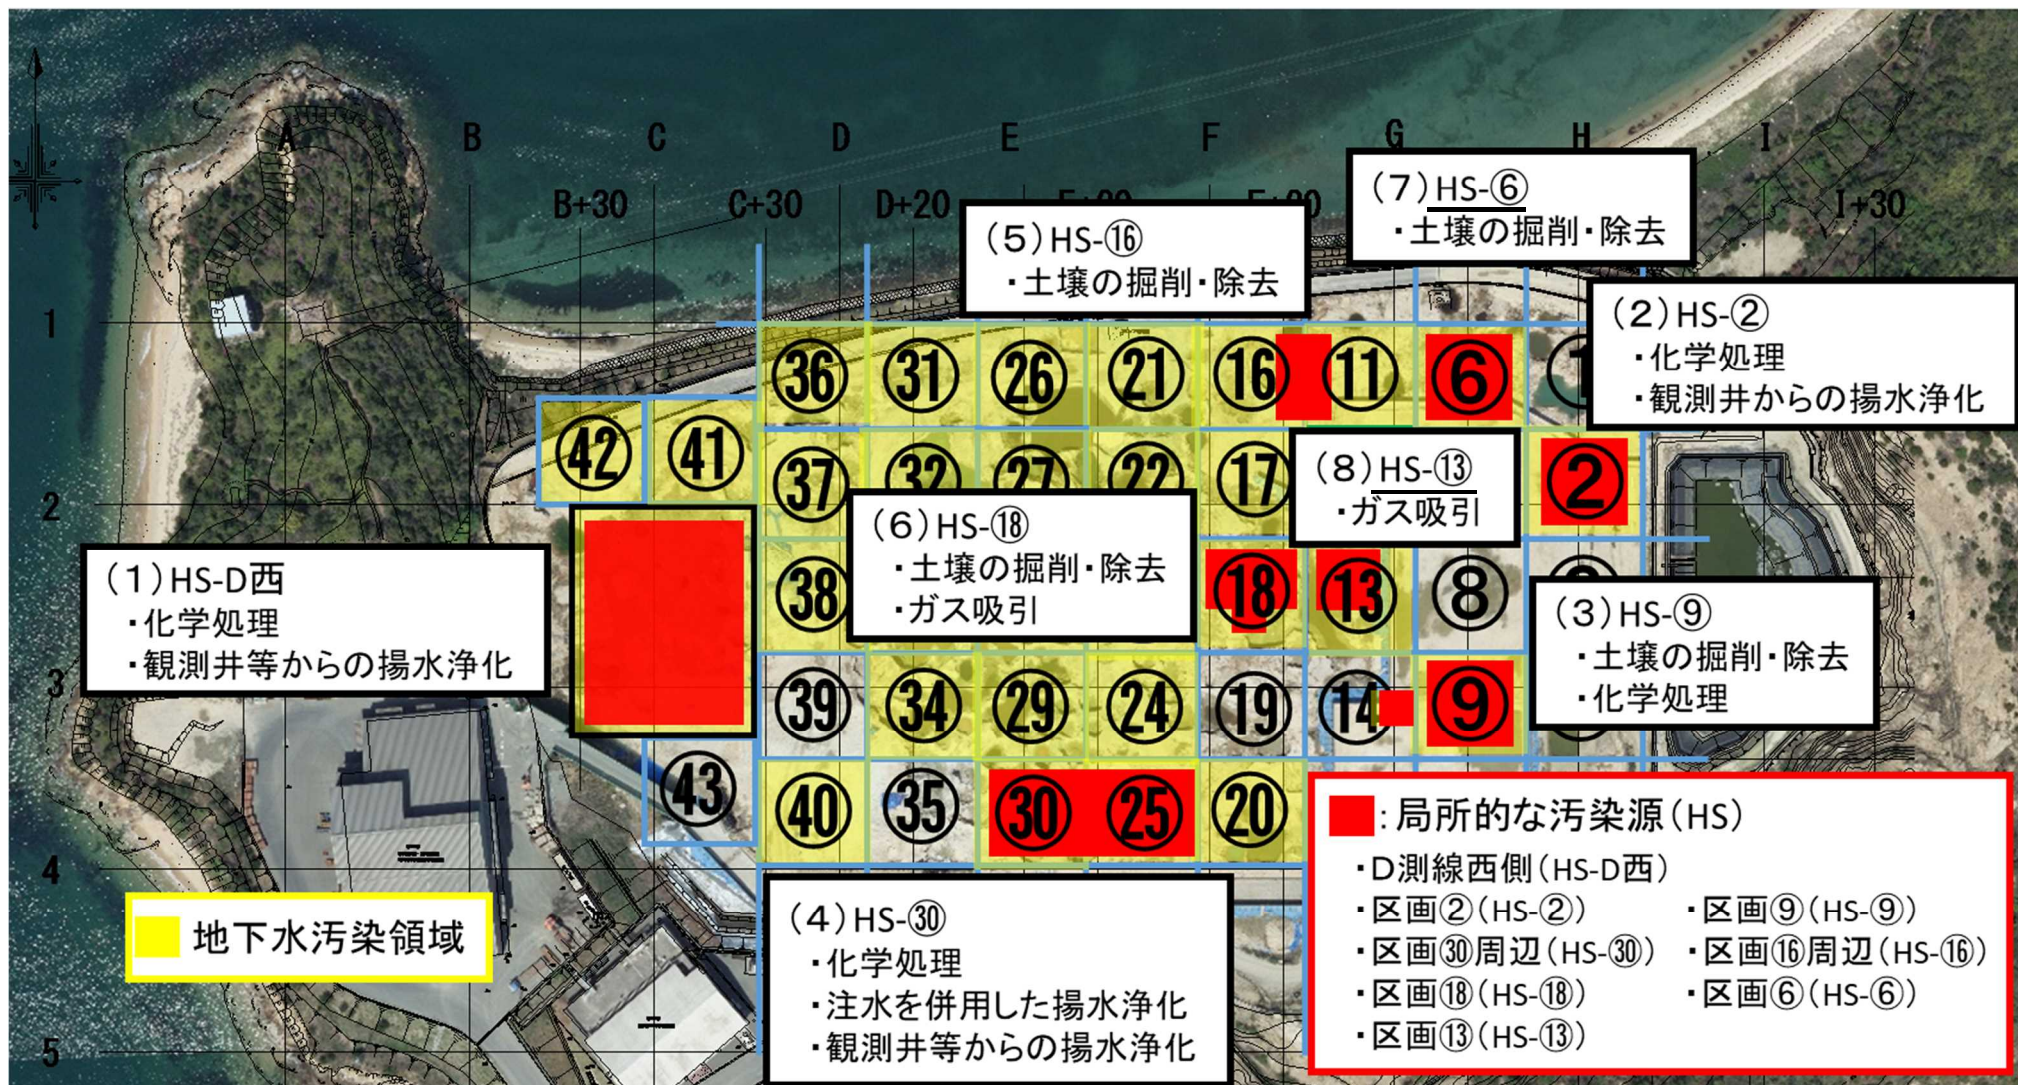 A B C D E F G H I
B+30 C+30 D+20 I+30
(7)HS-⑥
・土壌の掘削・除去
(5)HS-⑯
・土壌の掘削・除去
(2)HS-②
・化学処理
・観測井からの揚水浄化
1
㊱ ㉛ ㉖ ㉑ ⑯ ⑪ ⑥
㊷ ㊶ ㊲ ㉜ ㉗ ㉒ ⑰ ②
(8)HS-⑬
・ガス吸引
2
(6)HS-⑱
・土壌の掘削・除去
・ガス吸引
(1)HS-D西
・化学処理
・観測井等からの揚水浄化
㊳ ⑱ ⑬ ⑧
(3)HS-⑨
・土壌の掘削・除去
・化学処理
3
㊴ ㉞ ㉙ ㉔ ⑲ ⑭ ⑨
㊸ ㊵ ㉟ ㉚ ㉕ ⑳
4
地下水汚染領域
(4)HS-㉚
・化学処理
・注水を併用した揚水浄化
・観測井等からの揚水浄化
:局所的な汚染源(HS)
・D測線西側(HS-D西)
・区画②(HS-②) ・区画⑨(HS-⑨)
・区画㉚周辺(HS-㉚) ・区画⑯周辺(HS-⑯)
・区画⑱(HS-⑱) ・区画⑥(HS-⑥)
・区画⑬(HS-⑬)
5